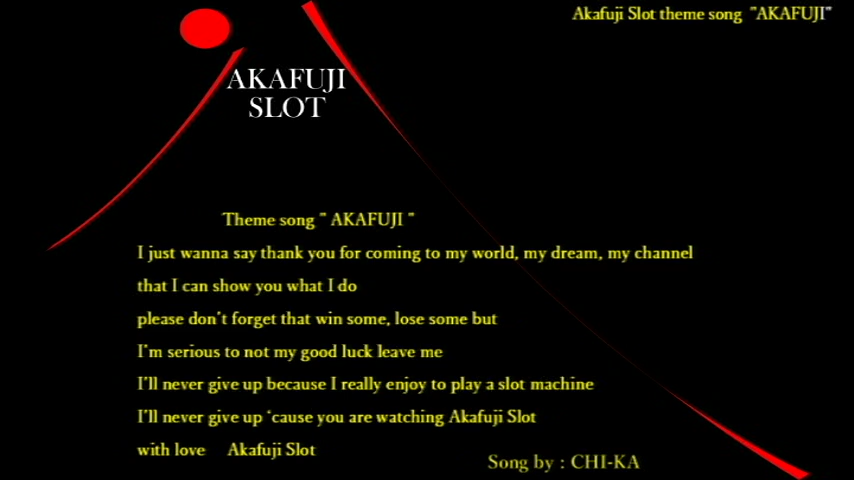 Akafuji Slot theme song "AKAFUJI"
AKAFUJI
SLOT
Theme song " AKAFUJI "
I just wanna say thank you for coming to my world, my dream, my channel
that I can show you what I do
please don't forget that win some, lose some but
I'm serious to not my good luck leave me
I'll never give up because I really enjoy to play a slot machine
I'll never give up 'cause you are watching Akafuji Slot
with love Akafuji Slot
Song by : CHI-KA